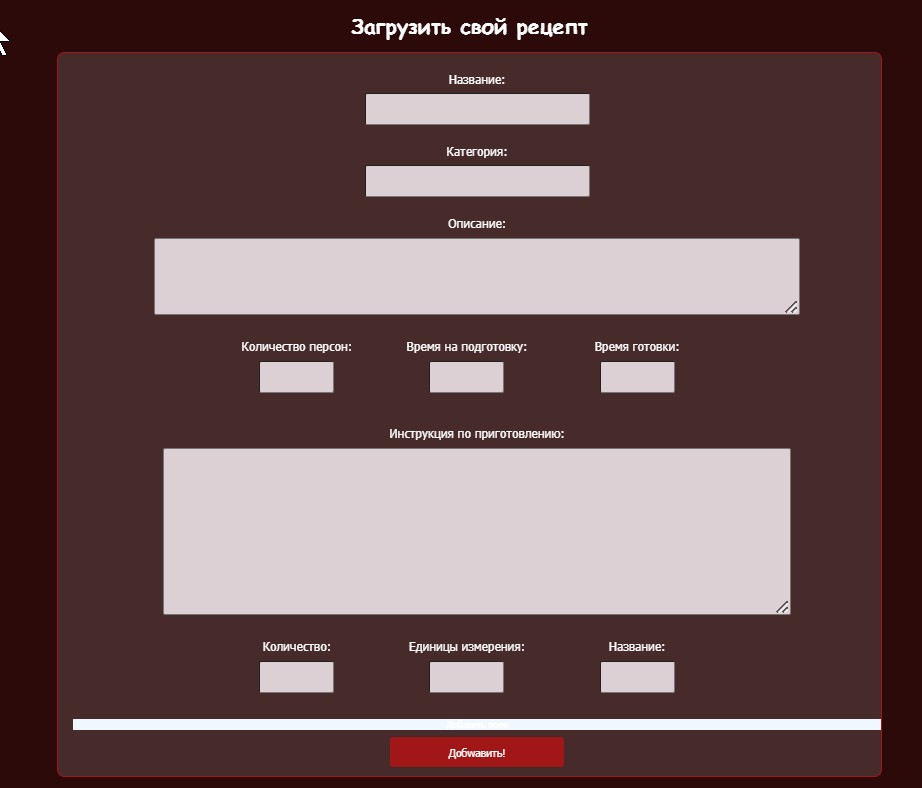 Загрузить свой рецепт
Название:
Категория:
Описание:
Количество персон: Время на подготовку: Время готовки:
Инструкция по приготовлению:
Количество: Единицы измерения: Название:
Добwавить!